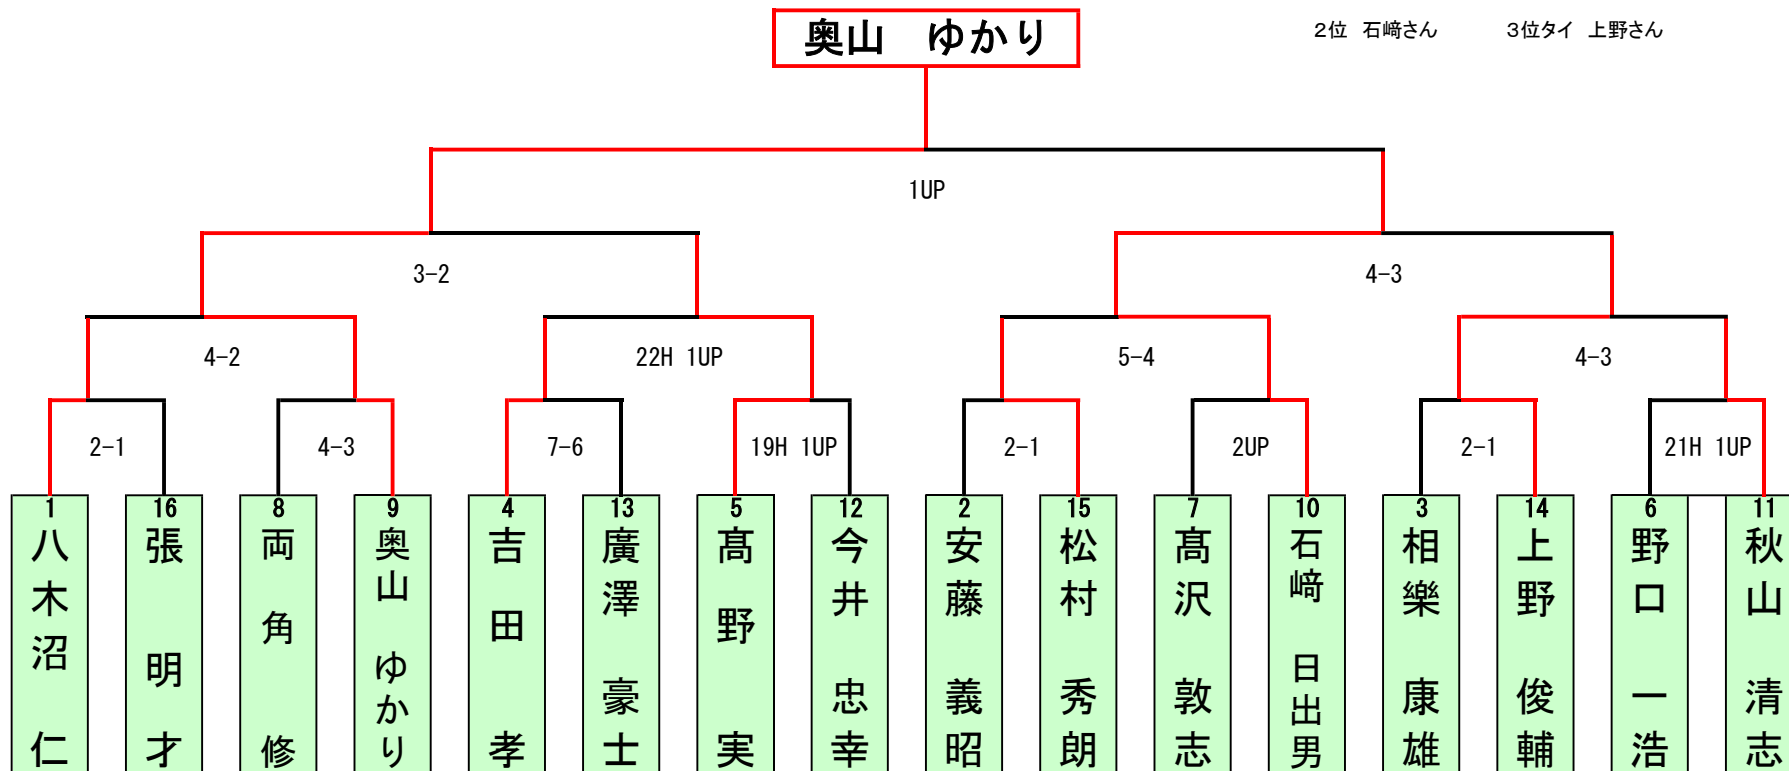 奥山　ゆかり
２位 石﨑さん
３位タイ 上野さん
1UP
3-2
4-3
4-2
22H 1UP
5-4
4-3
2-1
4-3
7-6
19H 1UP
2-1
2UP
2-1
21H 1UP
1
八木沼 仁
16
張 明才
8
両角 修
9
奥山 ゆかり
4
吉田 孝
13
廣澤 豪士
5
髙野 実
12
今井 忠幸
2
安藤 義昭
15
松村 秀朗
7
髙沢 敦志
10
石﨑 日出男
3
相樂 康雄
14
上野 俊輔
6
野口 一浩
11
秋山 清志